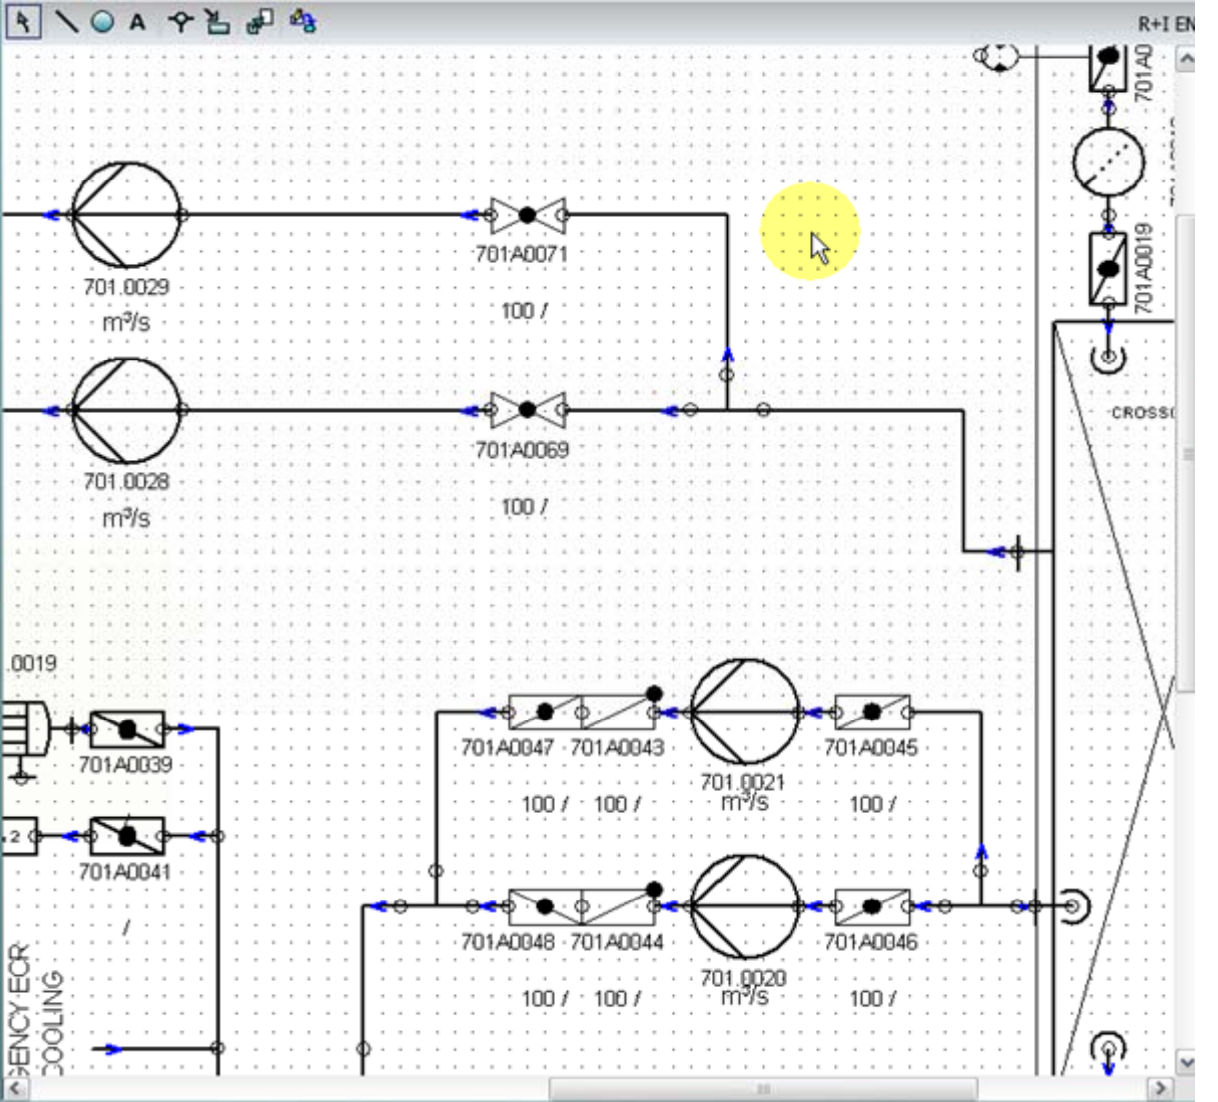 A
R+I EN
701A0
701A0019
701A0071
701.0029
m³/s
100 /
CROSS
701A0069
701.0028
m³/s
100 /
.0019
701A0047 701A0043
701A0045
701A0039
701.0021
m³/s
100 / 100 /
100 /
.2
701A0041
701A0048 701A0044
701A0046
/
701.0020
m³/s
100 / 100 /
100 /
GENCY ECR
COOLING